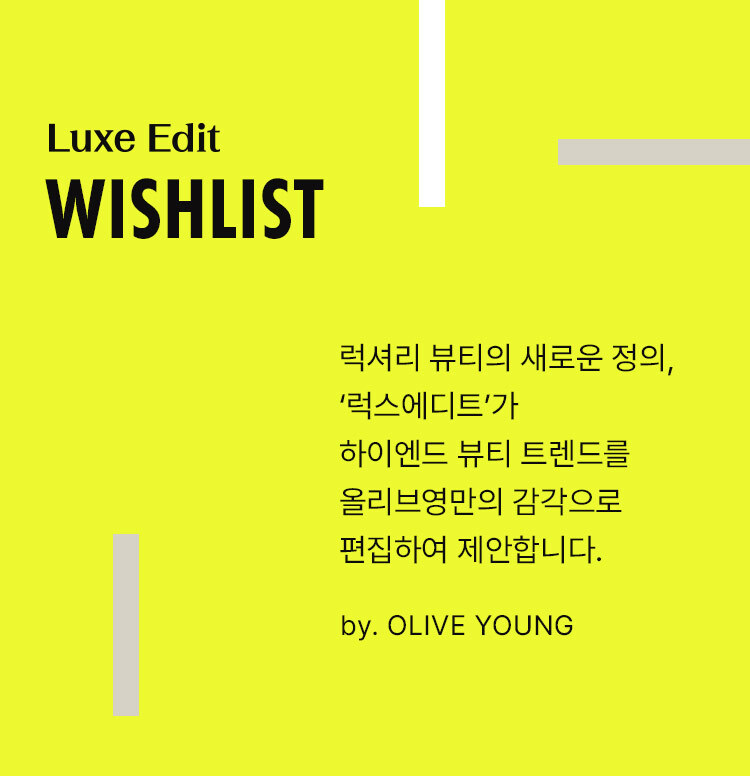 Luxe Edit
WISHLIST
럭셔리 뷰티의 새로운 정의,
‘럭스에디트’가
하이엔드 뷰티 트렌드를
올리브영만의 감각으로
편집하여 제안합니다.
by. OLIVE YOUNG